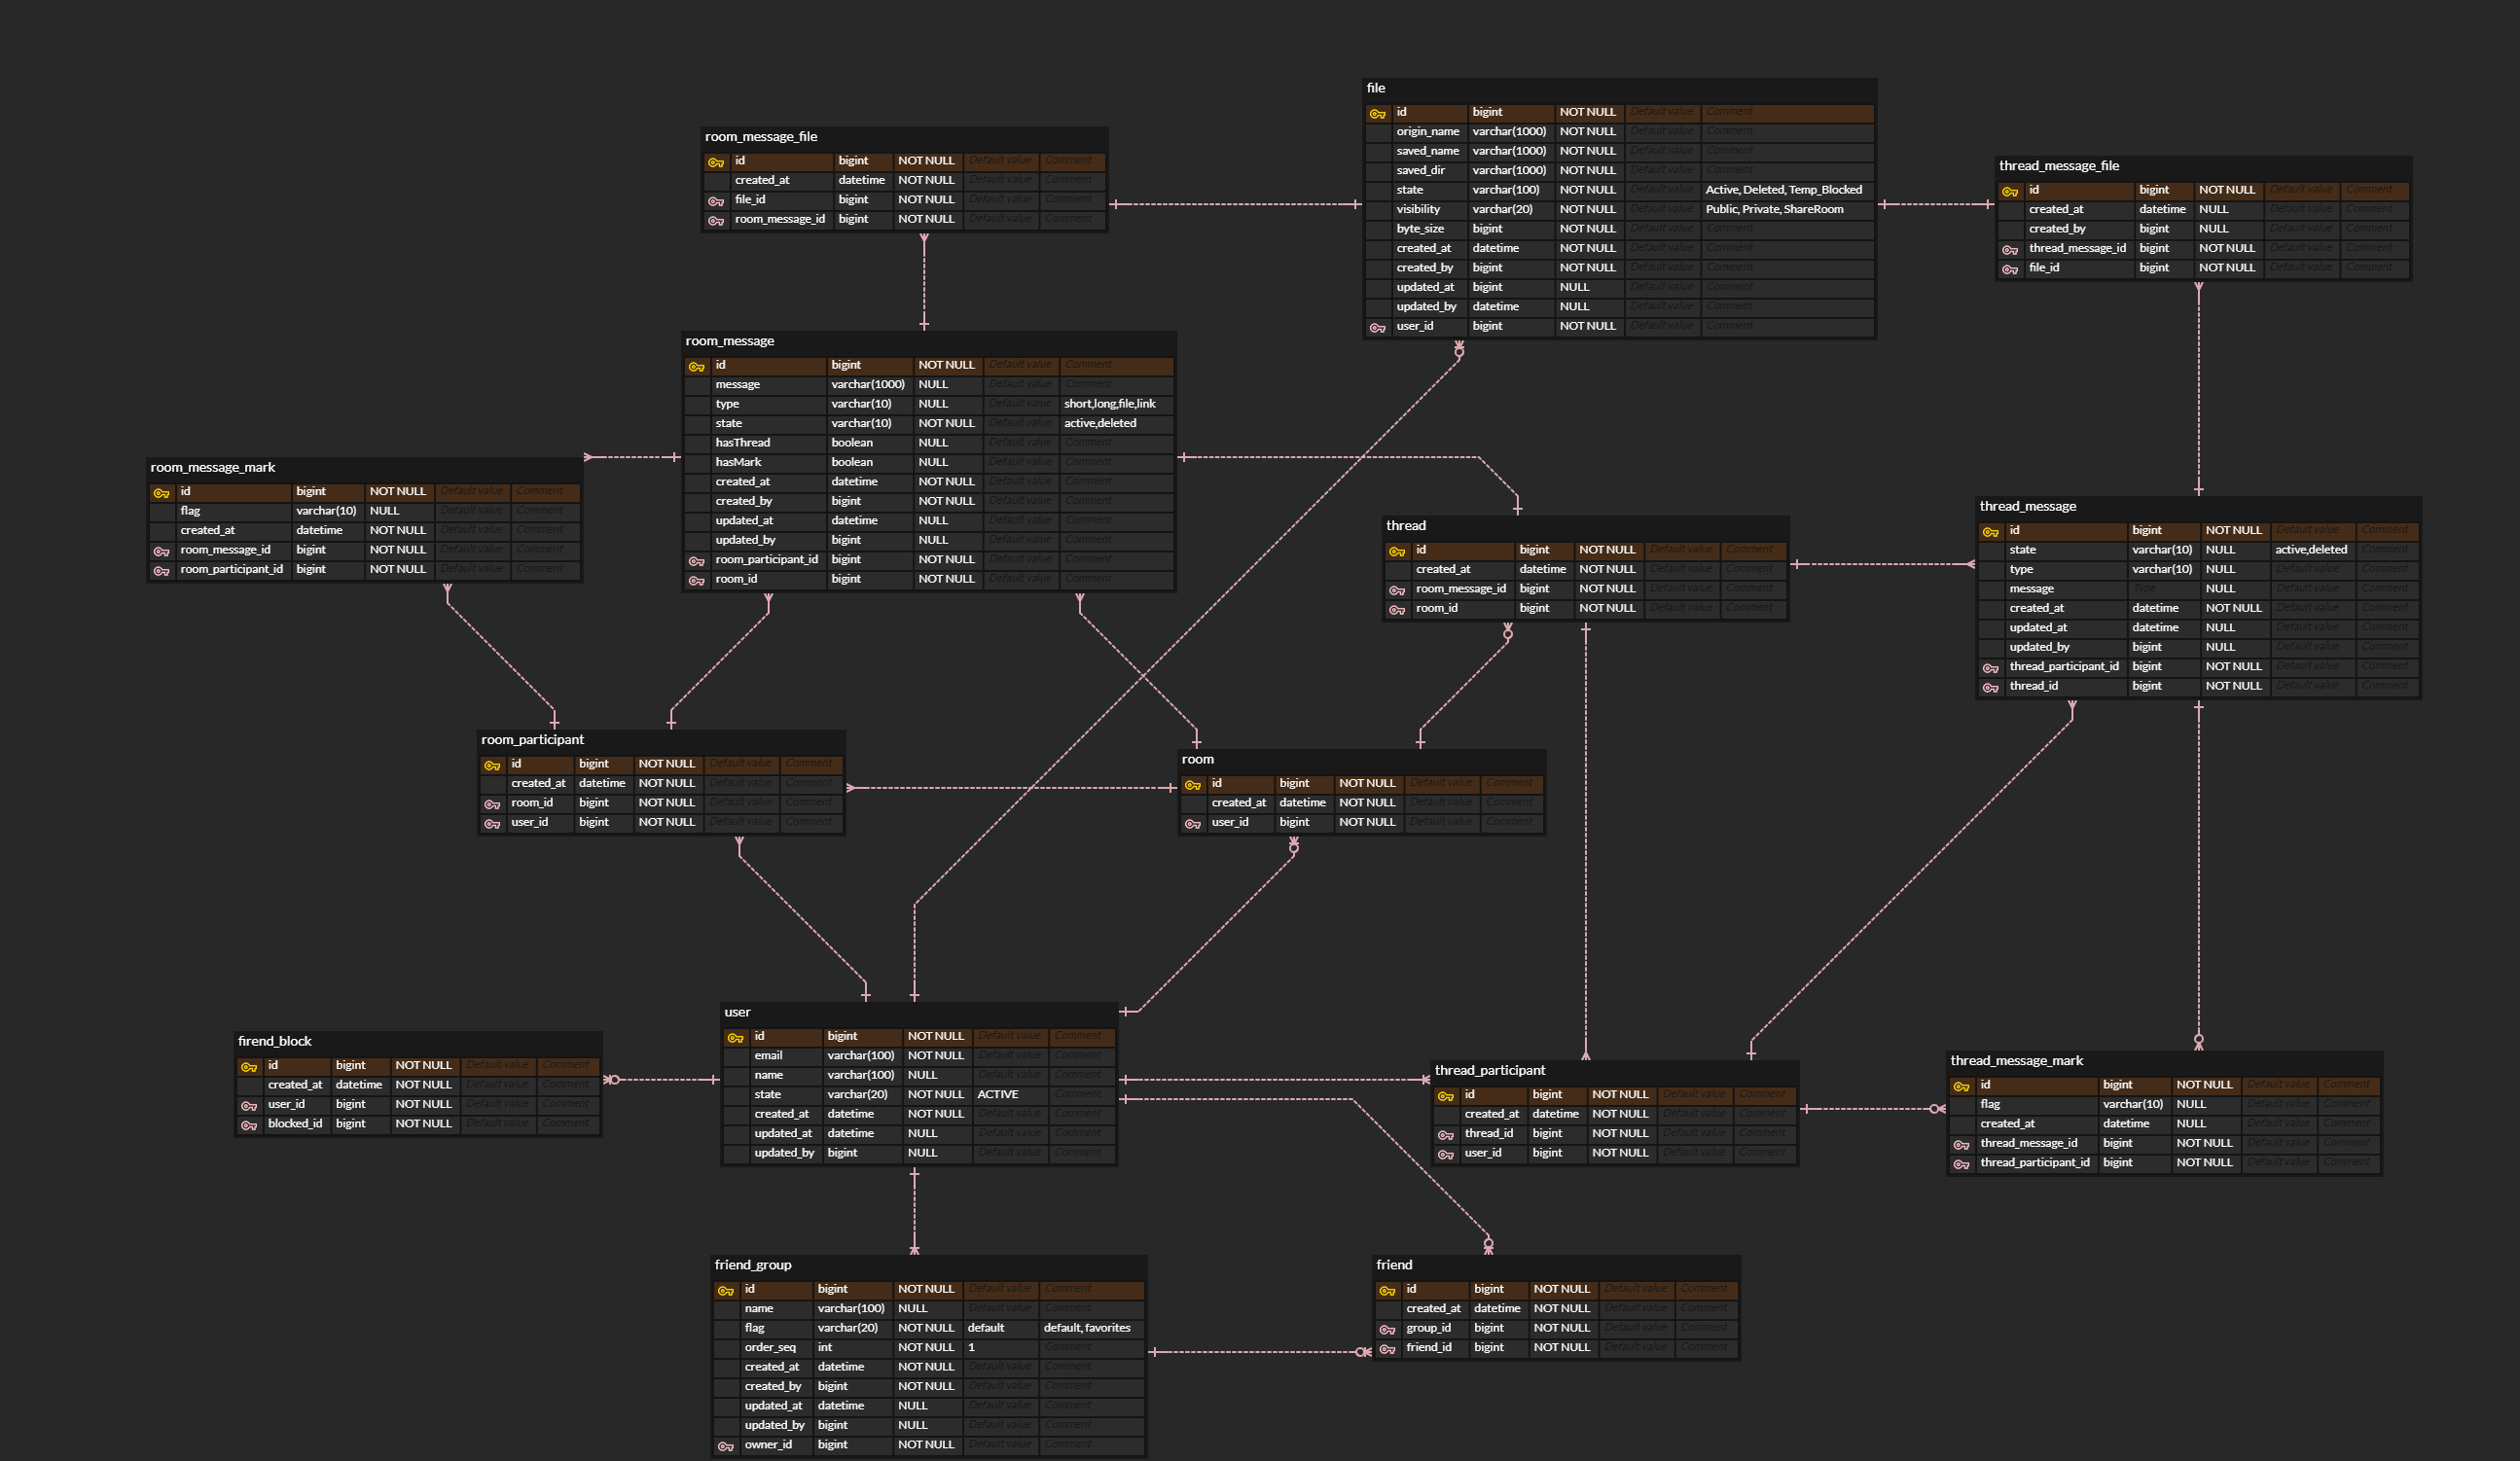 file
id bigint NOT NULL Default value Comment
origin_name varchar(1000) NOT NULL Default value Comment
saved_name varchar(1000) NOT NULL Default value Comment
saved_dir varchar(1000) NOT NULL Default value Comment
state varchar(100) NOT NULL Default value Active, Deleted, Temp_Blocked
visibility varchar(20) NOT NULL Default value Public, Private, ShareRoom
byte_size bigint NOT NULL Default value Comment
created_at datetime NOT NULL Default value Comment
created_by bigint NOT NULL Default value Comment
updated_at bigint NULL Default value Comment
updated_by datetime NULL Default value Comment
user_id bigint NOT NULL Default value Comment
room_message_file
id bigint NOT NULL Default value Comment
created_at datetime NOT NULL Default value Comment
file_id bigint NOT NULL Default value Comment
room_message_id bigint NOT NULL Default value Comment
thread_message_file
id bigint NOT NULL Default value Comment
created_at datetime NULL Default value Comment
created_by bigint NULL Default value Comment
thread_message_id bigint NOT NULL Default value Comment
file_id bigint NOT NULL Default value Comment
room_message
id bigint NOT NULL Default value Comment
message varchar(1000) NULL Default value Comment
type varchar(10) NULL Default value short,long,file,link
state varchar(10) NOT NULL Default value active,deleted
hasThread boolean NULL Default value Comment
hasMark boolean NULL Default value Comment
created_at datetime NOT NULL Default value Comment
created_by bigint NOT NULL Default value Comment
updated_at datetime NULL Default value Comment
updated_by bigint NULL Default value Comment
room_participant_id bigint NOT NULL Default value Comment
room_id bigint NOT NULL Default value Comment
room_message_mark
id bigint NOT NULL Default value Comment
flag varchar(10) NULL Default value Comment
created_at datetime NOT NULL Default value Comment
room_message_id bigint NOT NULL Default value Comment
room_participant_id bigint NOT NULL Default value Comment
thread
id bigint NOT NULL Default value Comment
created_at datetime NOT NULL Default value Comment
room_message_id bigint NOT NULL Default value Comment
room_id bigint NOT NULL Default value Comment
thread_message
id bigint NOT NULL Default value Comment
state varchar(10) NULL active,deleted Comment
type varchar(10) NULL Default value Comment
message Type NULL Default value Comment
created_at datetime NOT NULL Default value Comment
updated_at datetime NULL Default value Comment
updated_by bigint NULL Default value Comment
thread_participant_id bigint NOT NULL Default value Comment
thread_id bigint NOT NULL Default value Comment
room_participant
id bigint NOT NULL Default value Comment
created_at datetime NOT NULL Default value Comment
room_id bigint NOT NULL Default value Comment
user_id bigint NOT NULL Default value Comment
room
id bigint NOT NULL Default value Comment
created_at datetime NOT NULL Default value Comment
user_id bigint NOT NULL Default value Comment
user
id bigint NOT NULL Default value Comment
email varchar(100) NOT NULL Default value Comment
name varchar(100) NULL Default value Comment
state varchar(20) NOT NULL ACTIVE Comment
created_at datetime NOT NULL Default value Comment
updated_at datetime NULL Default value Comment
updated_by bigint NULL Default value Comment
firend_block
id bigint NOT NULL Default value Comment
created_at datetime NOT NULL Default value Comment
user_id bigint NOT NULL Default value Comment
blocked_id bigint NOT NULL Default value Comment
thread_participant
id bigint NOT NULL Default value Comment
created_at datetime NOT NULL Default value Comment
thread_id bigint NOT NULL Default value Comment
user_id bigint NOT NULL Default value Comment
thread_message_mark
id bigint NOT NULL Default value Comment
flag varchar(10) NULL Default value Comment
created_at datetime NULL Default value Comment
thread_message_id bigint NOT NULL Default value Comment
thread_participant_id bigint NOT NULL Default value Comment
friend_group
id bigint NOT NULL Default value Comment
name varchar(100) NULL Default value Comment
flag varchar(20) NOT NULL default default, favorites
order_seq int NOT NULL 1 Comment
created_at datetime NOT NULL Default value Comment
created_by bigint NOT NULL Default value Comment
updated_at datetime NULL Default value Comment
updated_by bigint NULL Default value Comment
owner_id bigint NOT NULL Default value Comment
friend
id bigint NOT NULL Default value Comment
created_at datetime NOT NULL Default value Comment
group_id bigint NOT NULL Default value Comment
friend_id bigint NOT NULL Default value Comment